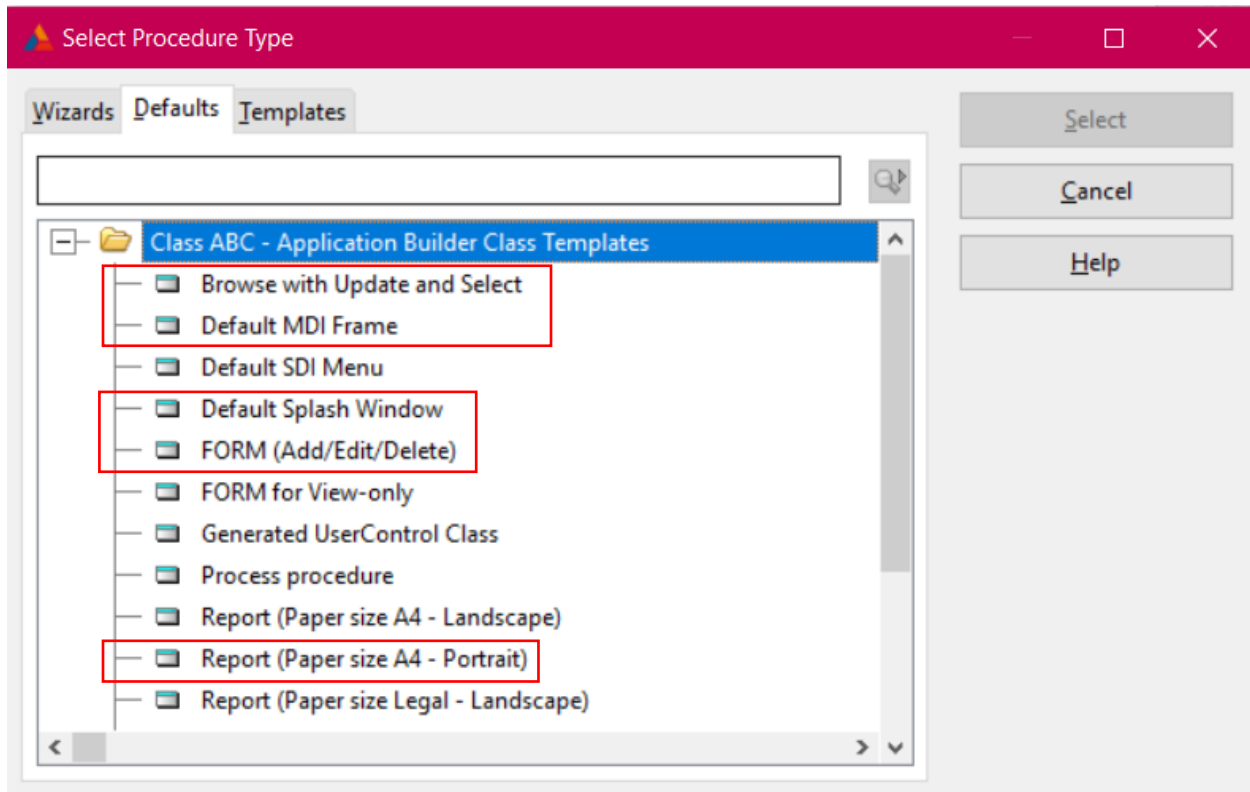 Select Procedure Type
Wizards Defaults Templates
Select
Cancel
Help
Class ABC - Application Builder Class Templates
Browse with Update and Select
Default MDI Frame
Default SDI Menu
Default Splash Window
FORM (Add/Edit/Delete)
FORM for View-only
Generated UserControl Class
Process procedure
Report (Paper size A4 - Landscape)
Report (Paper size A4 - Portrait)
Report (Paper size Legal - Landscape)